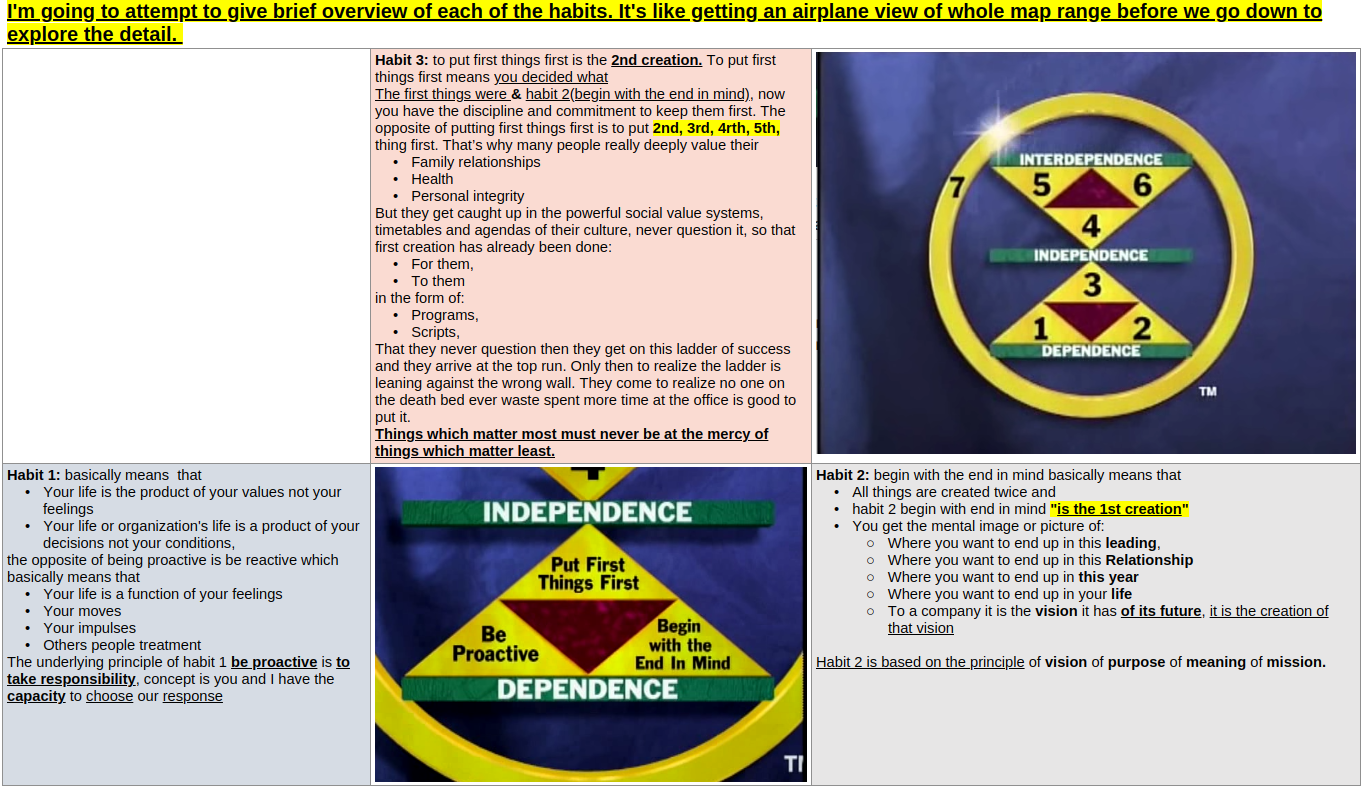 I'm going to attempt to give brief overview of each of the habits. It's like getting an airplane view of whole map range before we go down to
explore the detail.
Habit 3: to put first things first is the 2nd creation. To put first
things first means you decided what
The first things were & habit 2(begin with the end in mind), now
you have the discipline and commitment to keep them first. The
opposite of putting first things first is to put 2nd, 3rd, 4rth, 5th,
thing first. That's why many people really deeply value their
• Family relationships
• Health
• Personal integrity
But they get caught up in the powerful social value systems,
timetables and agendas of their culture, never question it, so that
first creation has already been done:
• For them,
• To them
in the form of:
• Programs,
• Scripts,
That they never question then they get on this ladder of success
and they arrive at the top run. Only then to realize the ladder is
leaning against the wrong wall. They come to realize no one on
the death bed ever waste spent more time at the office is good to
put it.
Things which matter most must never be at the mercy of
things which matter least.
INTERDEPENDENCE
7
5 6
4
INDEPENDENCE
3
1 2
DEPENDENCE
TM
Habit 1: basically means that
• Your life is the product of your values not your
feelings
• Your life or organization's life is a product of your
decisions not your conditions,
the opposite of being proactive is be reactive which
basically means that
• Your life is a function of your feelings
• Your moves
• Your impulses
• Others people treatment
The underlying principle of habit 1 be proactive is to
take responsibility, concept is you and I have the
capacity to choose our response
4
INDEPENDENCE
Put First
Things First
Be
Proactive
Begin
with the
End In Mind
DEPENDENCE
TM
Habit 2: begin with the end in mind basically means that
• All things are created twice and
• habit 2 begin with end in mind "is the 1st creation"
• You get the mental image or picture of:
○ Where you want to end up in this leading,
○ Where you want to end up in this Relationship
○ Where you want to end up in this year
○ Where you want to end up in your life
○ To a company it is the vision it has of its future, it is the creation of
that vision
Habit 2 is based on the principle of vision of purpose of meaning of mission.